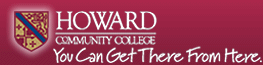 HOWARD
COMMUNITY COLLEGE
You Can Get There From Here.